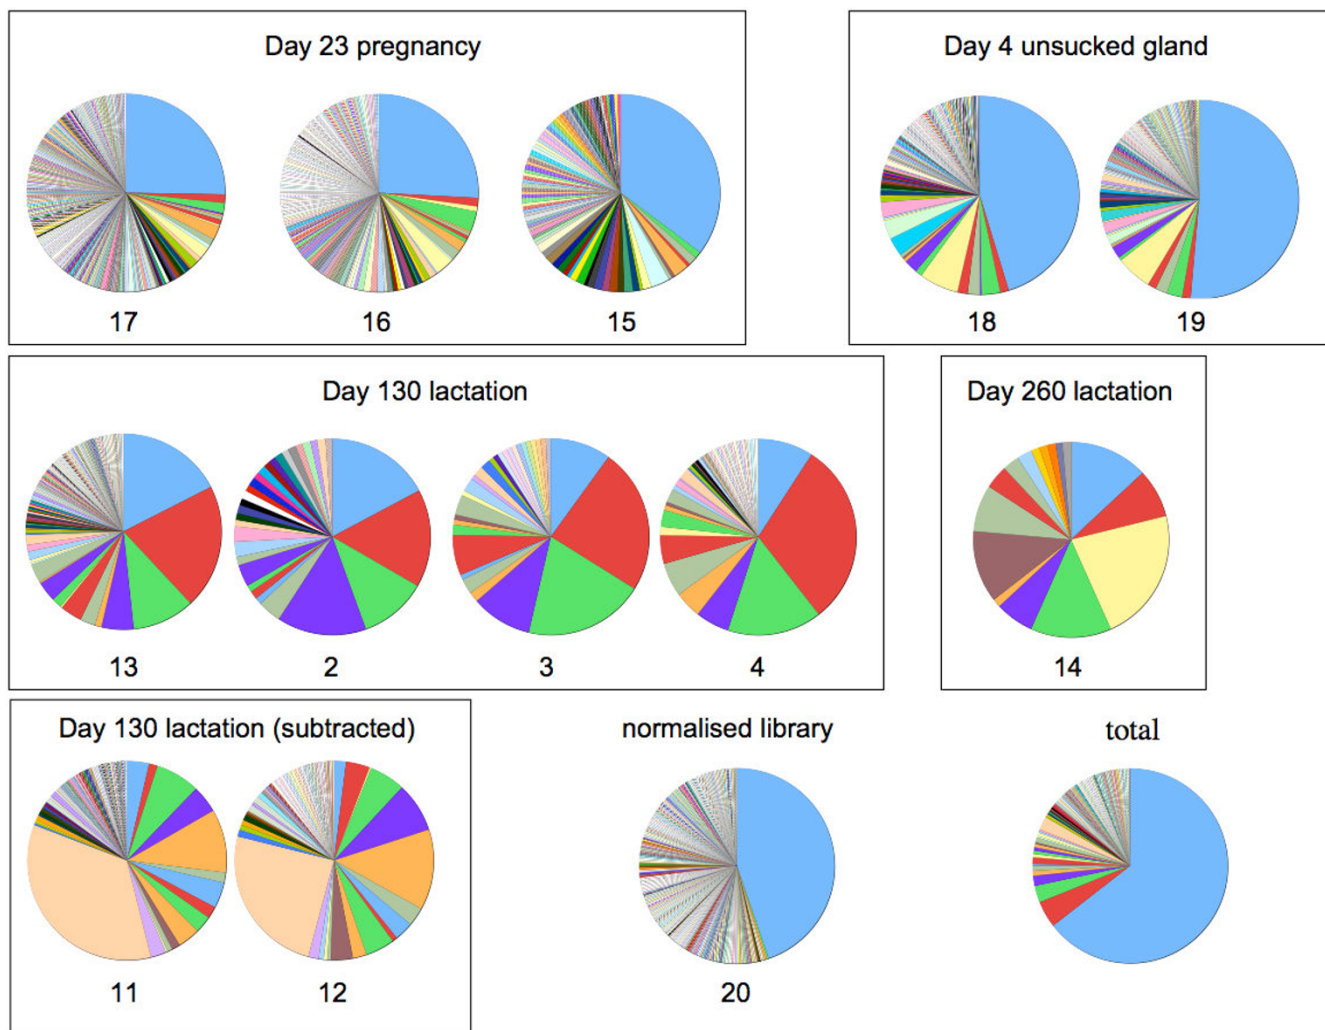 Day 23 pregnancy
17 16 15
Day 4 unsucked gland
18 19
Day 130 lactation
13 2 3 4
Day 260 lactation
14
Day 130 lactation (subtracted)
11 12
normalised library
20
total